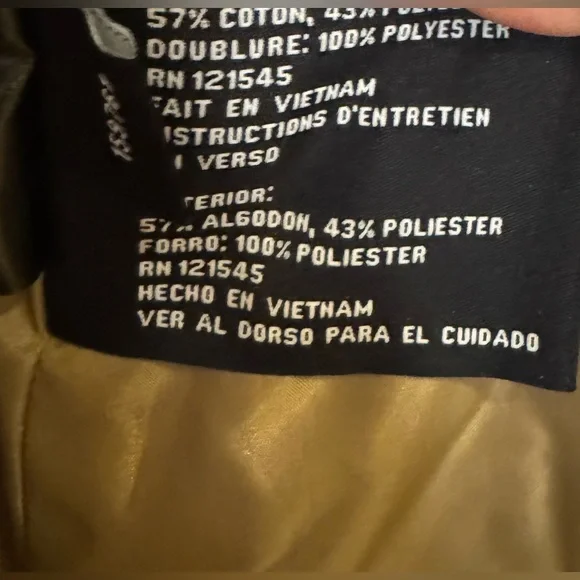 57% COTON, 43%
DOUBLURE: 100% POLYESTER
RN 121545
FAIT EN VIETNAM
INSTRUCTIONS D'ENTRETIEN
VERSO
57% ALGODON, 43% POLIESTER
FORRO: 100% POLIESTER
RN 121545
HECHO EN VIETNAM
VER AL DORSO PARA EL CUIDADO